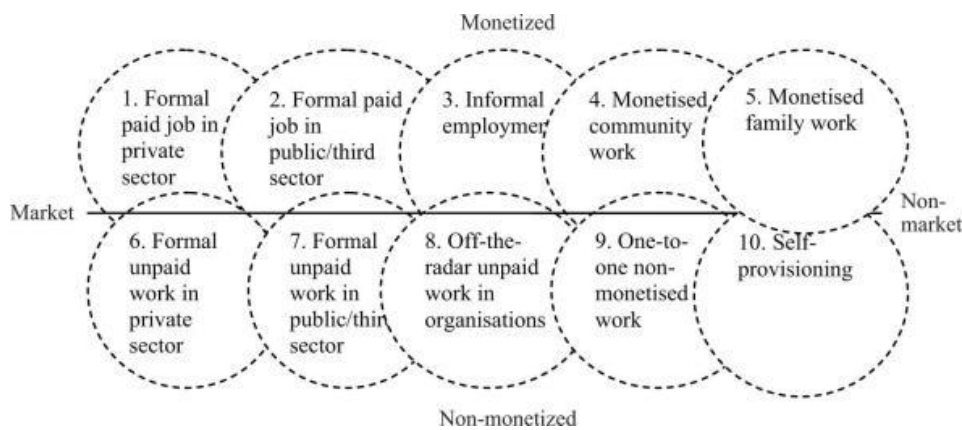 Monetized
1. Formal
paid job in
private
sector
2. Formal paid
job in
public/third
sector
3. Informal
employmer
4. Monetised
community
work
5. Monetised
family work
Market
Non-
market
6. Formal
unpaid
work in
private
sector
7. Formal
unpaid
work in
public/thir
sector
8. Off-the-
radar unpaid
work in
organisations
9. One-to-
one non-
monetised
work
10. Self-
provisioning
Non-monetized